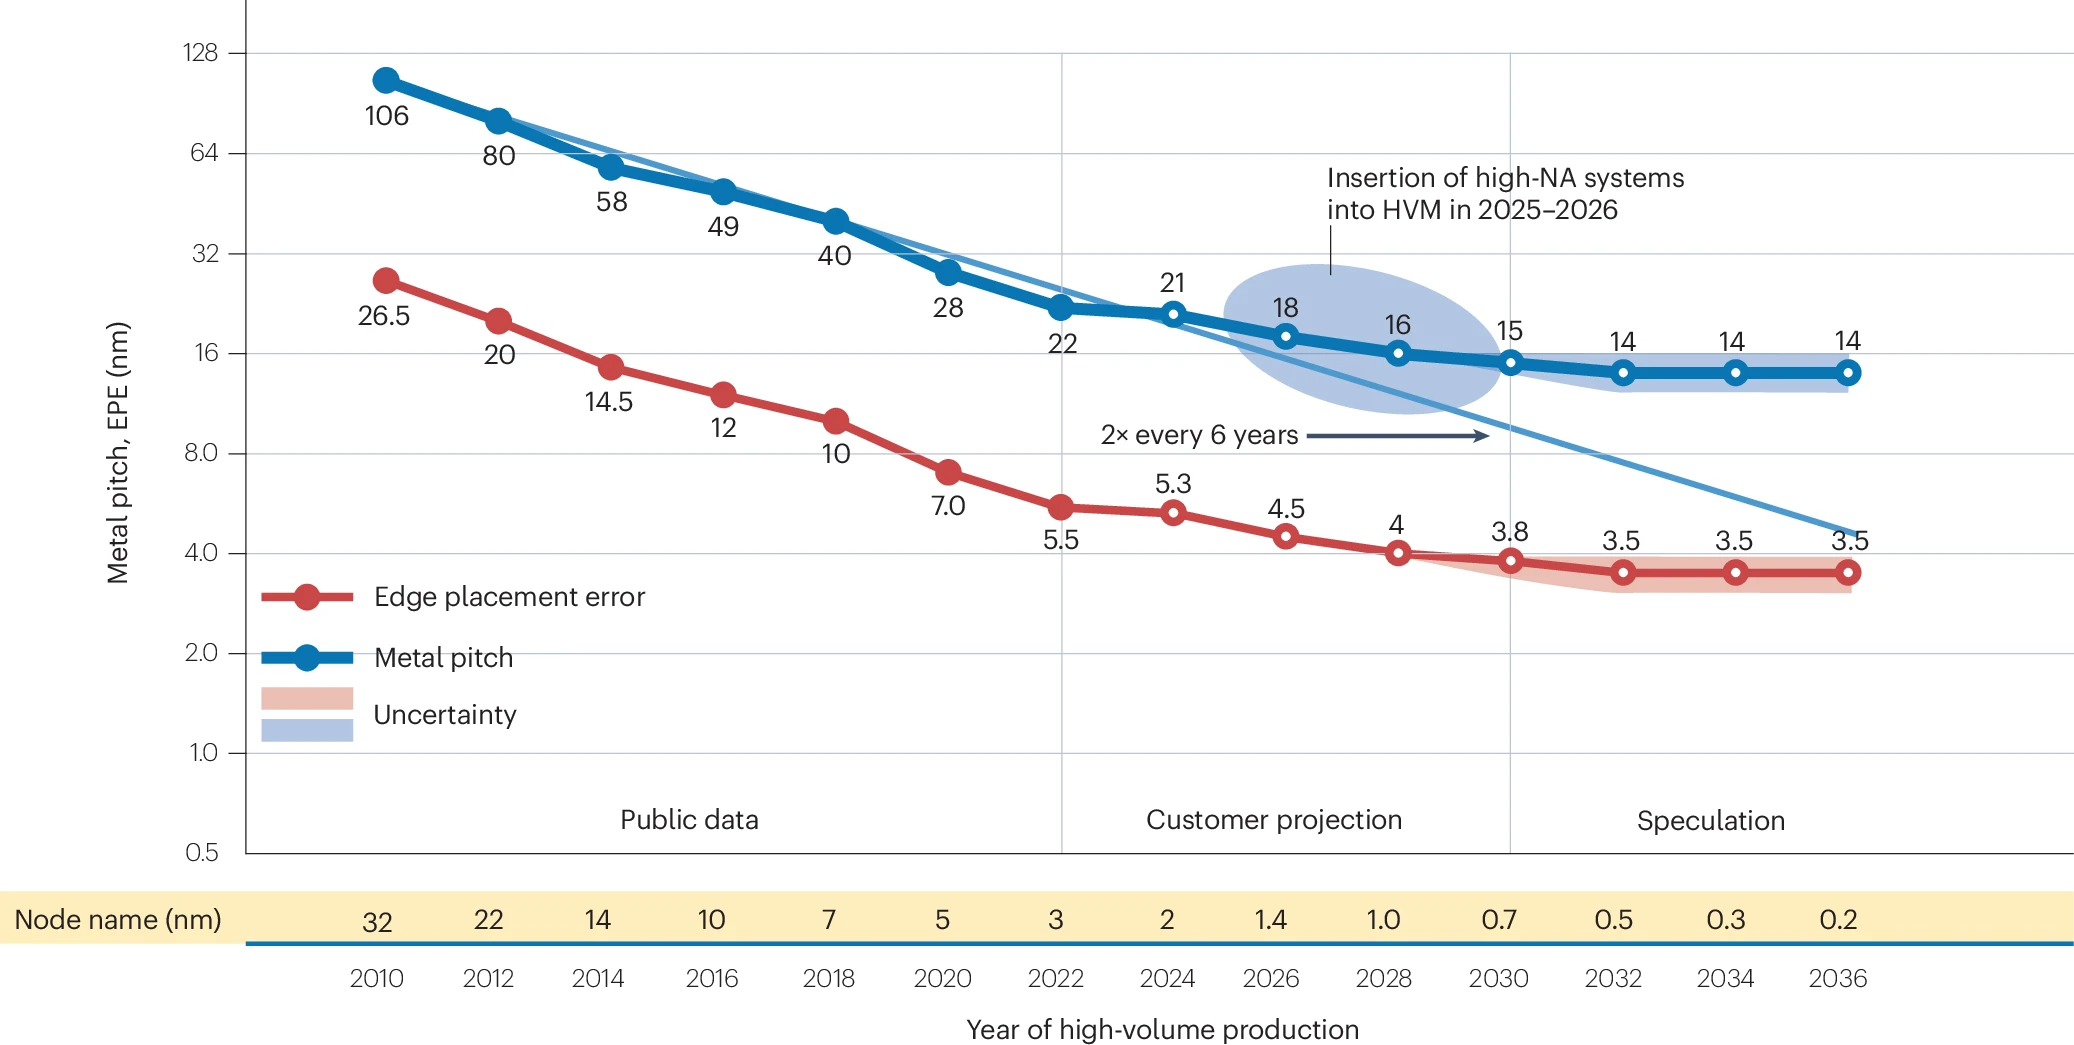 128
106
64
80
58
49
Insertion of high-NA systems
into HVM in 2025–2026
32
40
28
22
21
18
16
15
14
14
14
26.5
16
20
14.5
12
10
2× every 6 years
8.0
7.0
5.5
5.3
4.5
4
3.8
3.5
3.5
3.5
4.0
2.0
1.0
0.5
Metal pitch, EPE (nm)
Edge placement error
Metal pitch
Uncertainty
Public data
Customer projection
Speculation
Node name (nm) 32 22 14 10 7 5 3 2 1.4 1.0 0.7 0.5 0.3 0.2
2010 2012 2014 2016 2018 2020 2022 2024 2026 2028 2030 2032 2034 2036
Year of high-volume production